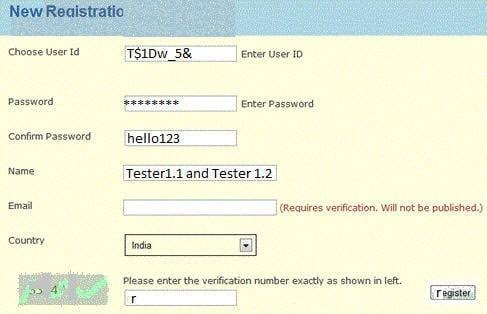 New Registratio
Choose User Id T$1Dw_5& Enter User ID
Password ******** Enter Password
Confirm Password hello123
Name Tester1.1 and Tester 1.2
Email (Requires verification. Will not be published.)
Country India
Please enter the verification number exactly as shown in left.
r register